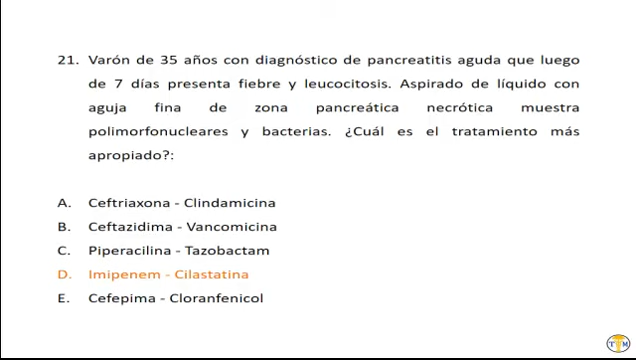 21. Varón de 35 años con diagnóstico de pancreatitis aguda que luego
de 7 días presenta fiebre y leucocitosis. Aspirado de líquido con
aguja fina de zona pancreática necrótica muestra
polimorfonucleares y bacterias. ¿Cuál es el tratamiento más
apropiado?:
A. Ceftriaxona - Clindamicina
B. Ceftazidima - Vancomicina
C. Piperacilina - Tazobactam
D. Imipenem - Cilastatina
E. Cefepima - Cloranfenicol
T M